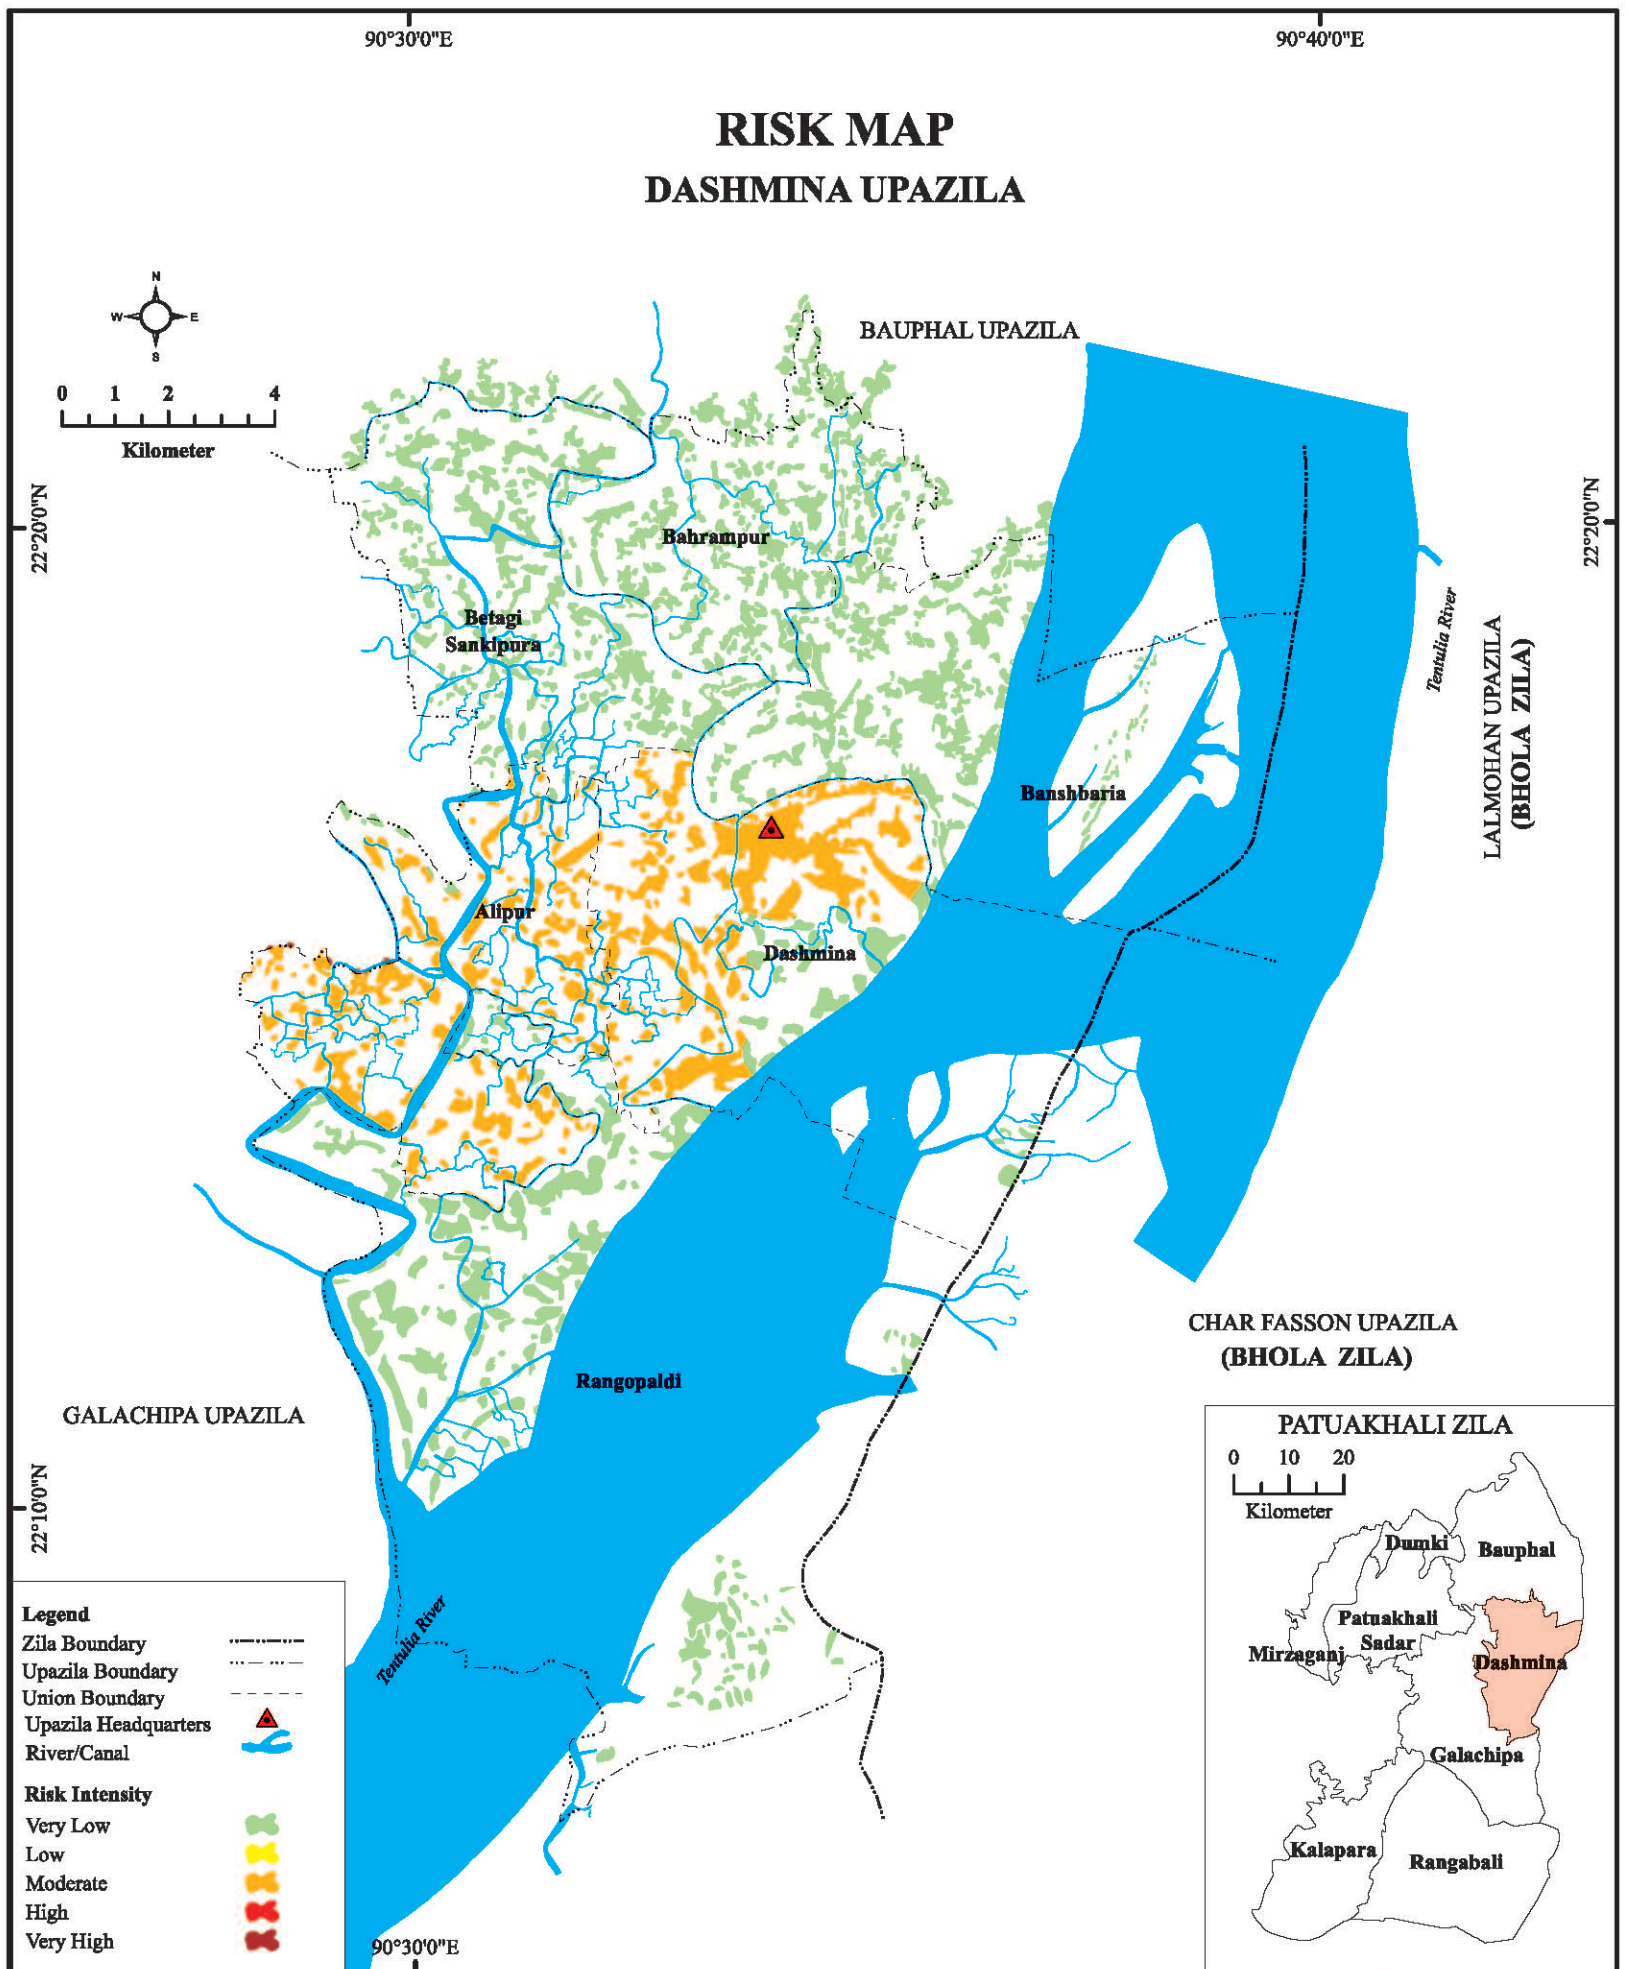 90°30'0"E
90°40'0"E
RISK MAP
DASHMINA UPAZILA
N
W
E
S
BAUPHAL UPAZILA
0 1 2 4
Kilometer
22°20'0"N
22°20'0"N
Bahrampur
Betagi
Sankipura
Tentulia River
LALMOHAN UPAZILA
(BHOLA ZILA)
Banshbaria
Alipur
Dashmina
CHAR FASSON UPAZILA
(BHOLA ZILA)
Rangopaldi
GALACHIPA UPAZILA
22°10'0"N
Tentulia River
Legend
Zila Boundary
Upazila Boundary
Union Boundary
Upazila Headquarters
River/Canal
Risk Intensity
Very Low
Low
Moderate
High
Very High
90°30'0"E
PATUAKHALI ZILA
0 10 20
Kilometer
Dumki
Bauphal
Patuakhali
Sadar
Mirzaganj
Dashmina
Galachipa
Kalapara
Rangabali